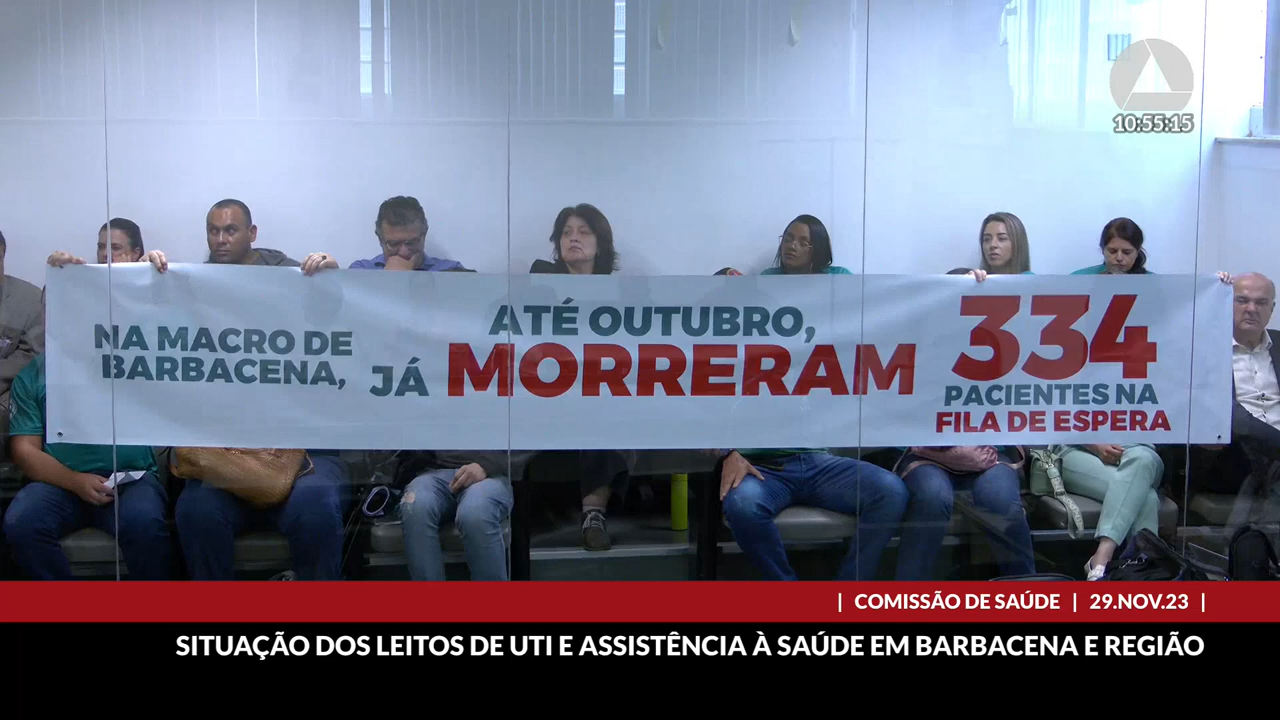 10:55:15
NA MACRO DE
BARBACENA,
ATÉ OUTUBRO,
JÁ MORRERAM
334
PACIENTES NA
FILA DE ESPERA
| COMISSÃO DE SAÚDE | 29.NOV.23 |
SITUAÇÃO DOS LEITOS DE UTI E ASSISTÊNCIA À SAÚDE EM BARBACENA E REGIÃO